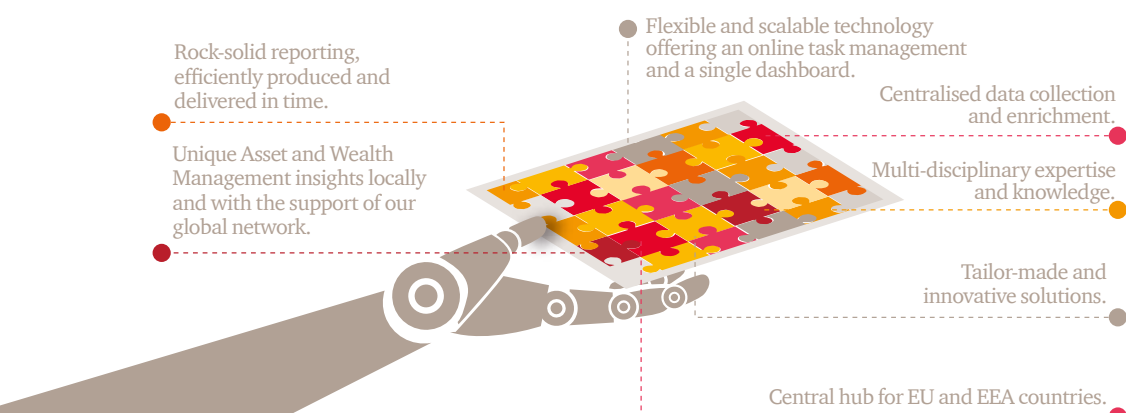 Rock-solid reporting,
efficiently produced and
delivered in time.
Unique Asset and Wealth
Management insights locally
and with the support of our
global network.
Flexible and scalable technology
offering an online task management
and a single dashboard.
Centralised data collection
and enrichment.
Multi-disciplinary expertise
and knowledge.
Tailor-made and
innovative solutions.
Central hub for EU and EEA countries.